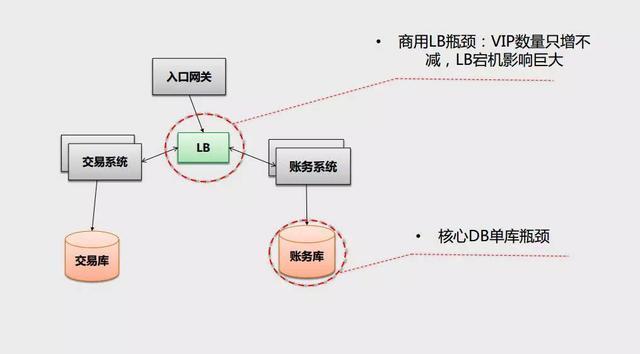 • 商用LB瓶颈：VIP数量只增不
减，LB宕机影响巨大
入口网关
LB
交易系统
账务系统
• 核心DB单库瓶颈
交易库
账务库